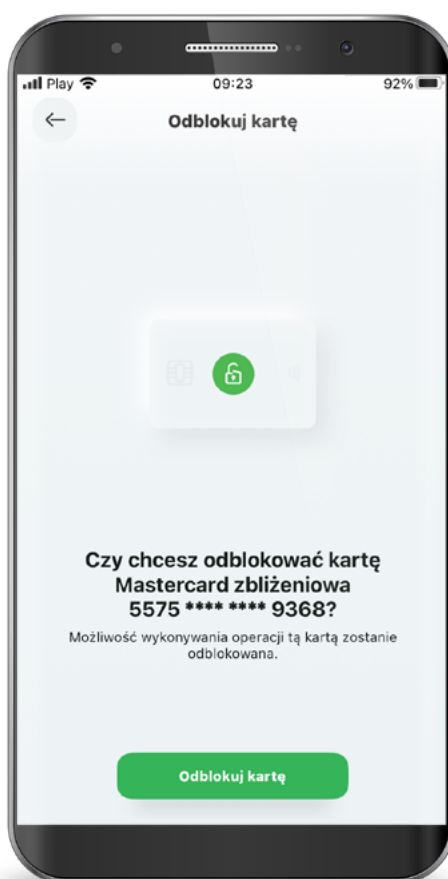 Play 09:23 92%
Odblokuj kartę
Czy chcesz odblokować kartę
Mastercard zbliżeniowa
5575 **** **** 9368?
Możliwość wykonywania operacji tą kartą zostanie
odblokowana.
Odblokuj kartę